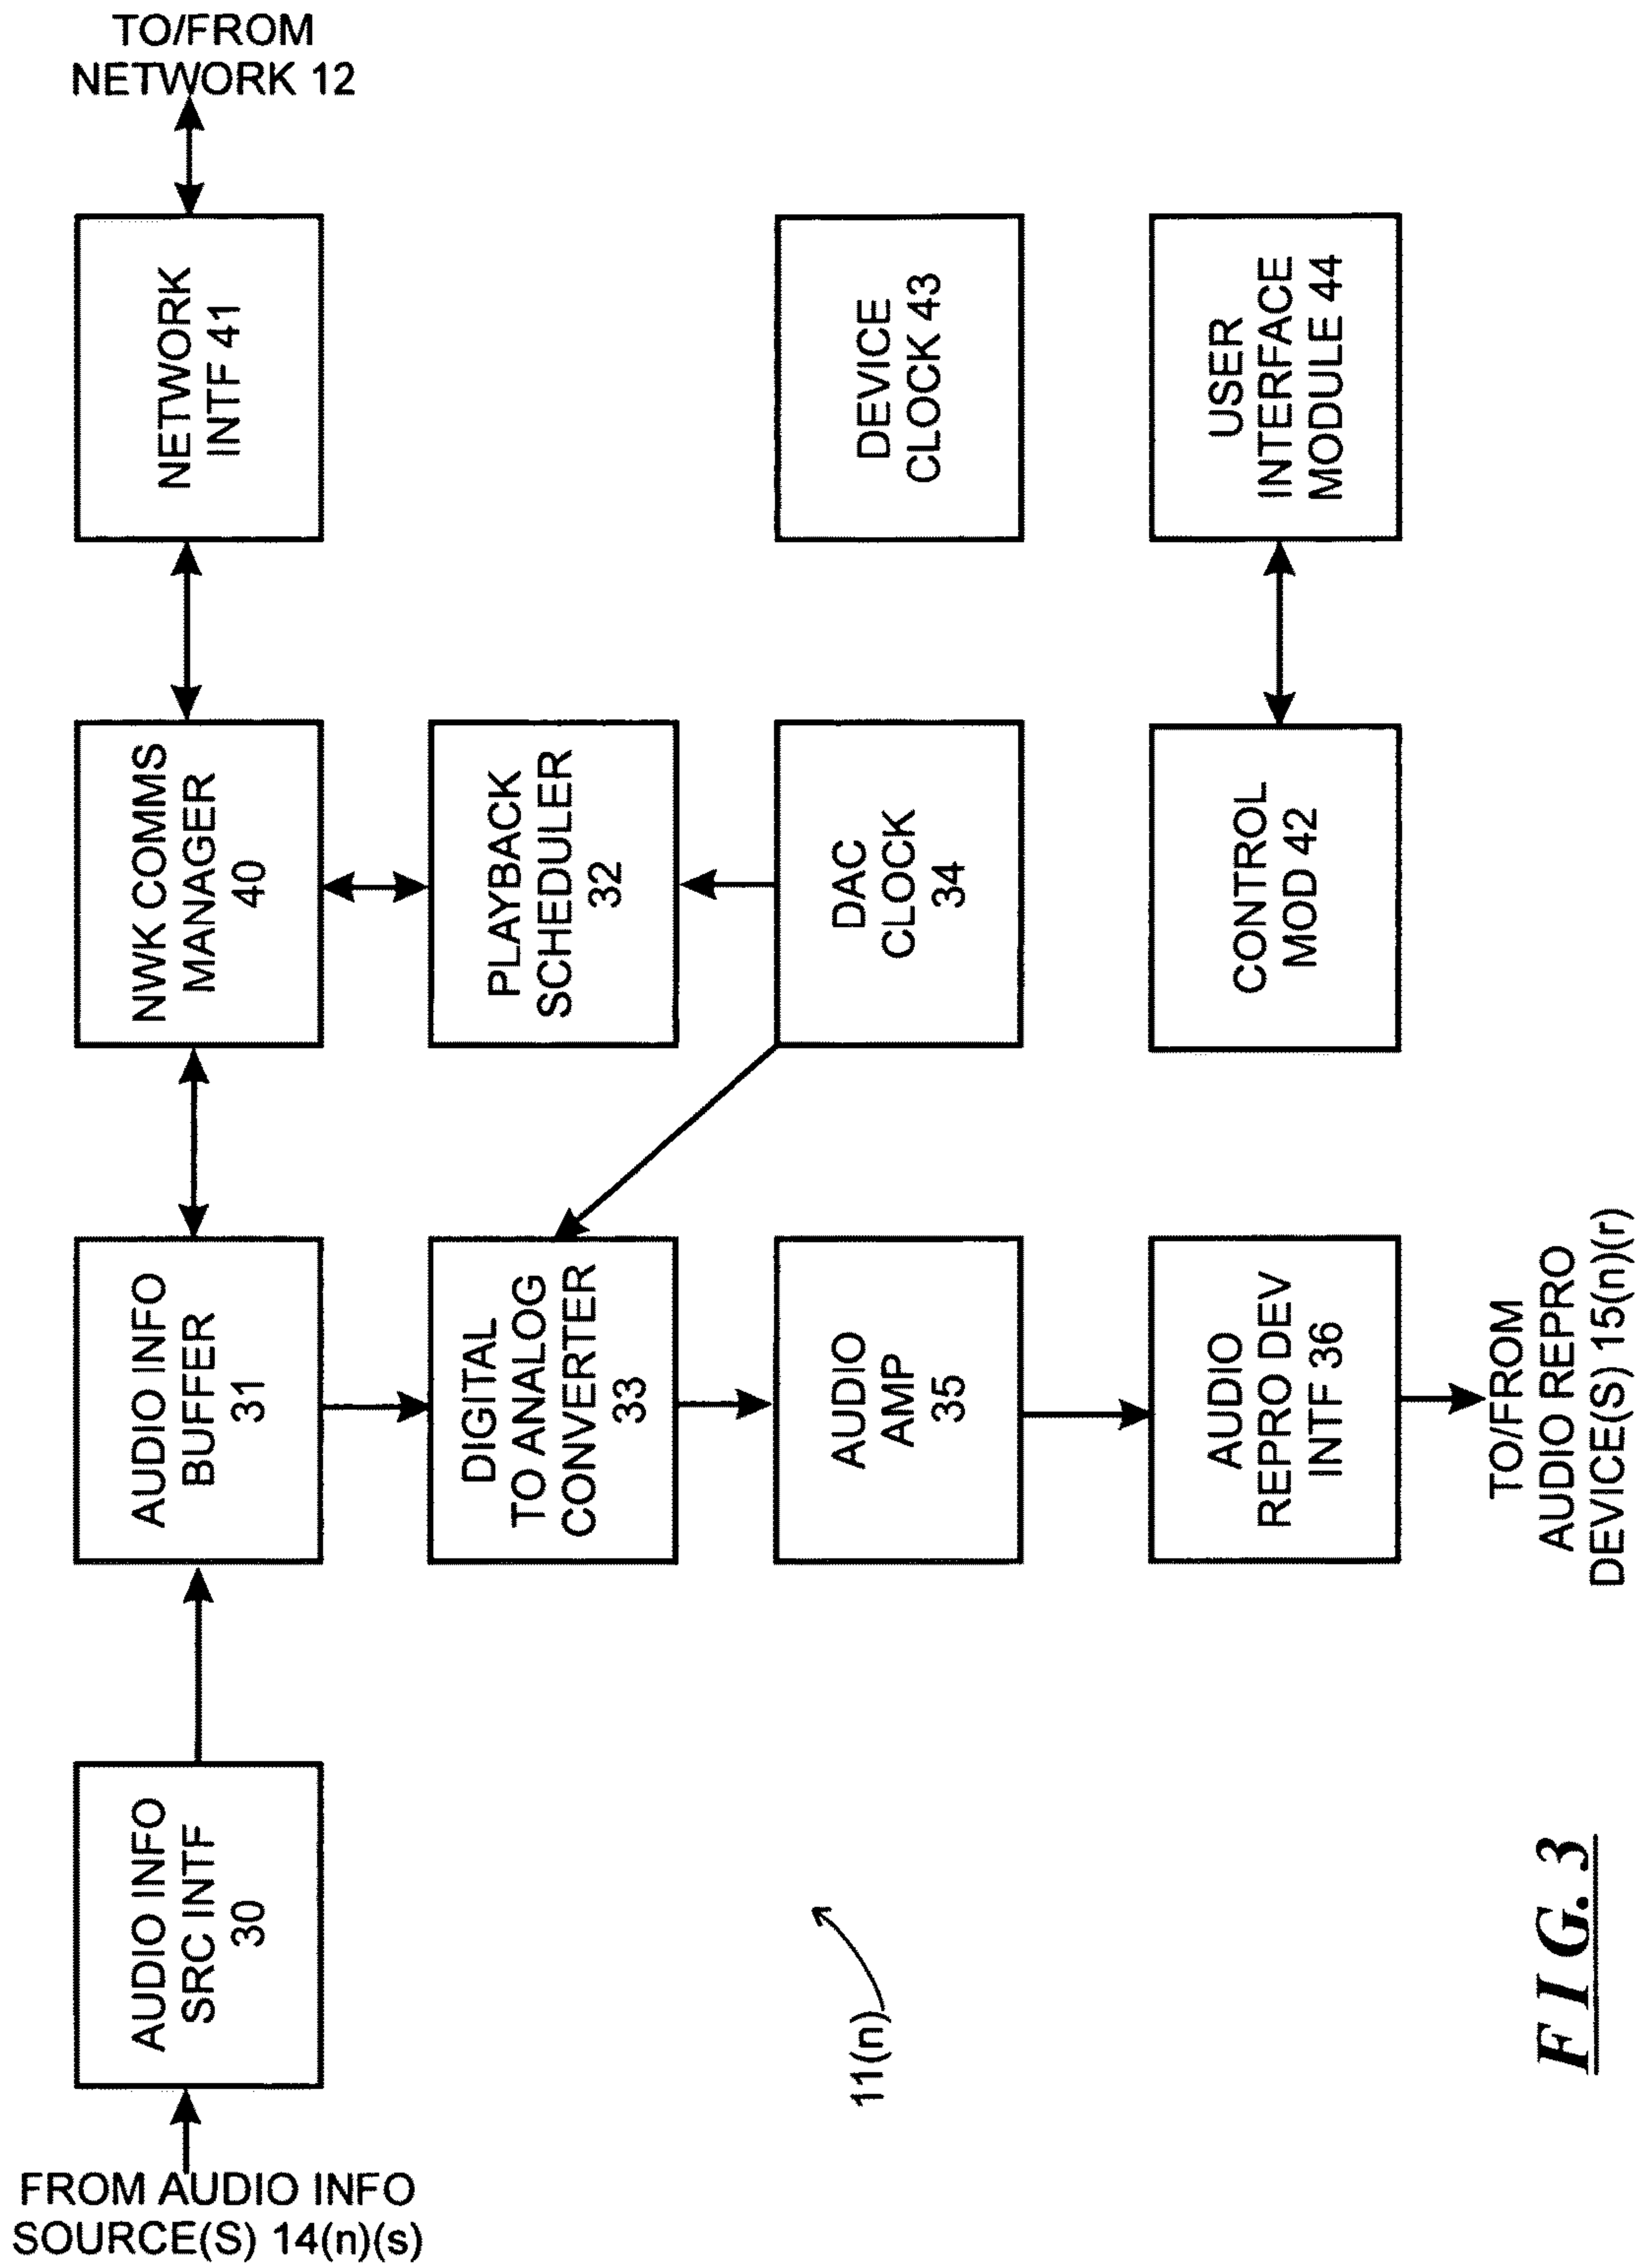 TO/FROM
NETWORK 12
NETWORK
INTF 41
DEVICE
CLOCK 43
USER
INTERFACE
MODULE 44
NWK COMMS
MANAGER
40
PLAYBACK
SCHEDULER
32
DAC
CLOCK
34
CONTROL
MOD 42
AUDIO INFO
BUFFER
31
DIGITAL
TO ANALOG
CONVERTER
33
AUDIO
AMP
35
AUDIO
REPRO DEV
INTF 36
TO/FROM
AUDIO REPRO
DEVICE(S) 15(n)(r)
AUDIO INFO
SRC INTF
30
11(n)
FROM AUDIO INFO
SOURCE(S) 14(n)(s)
FIG. 3